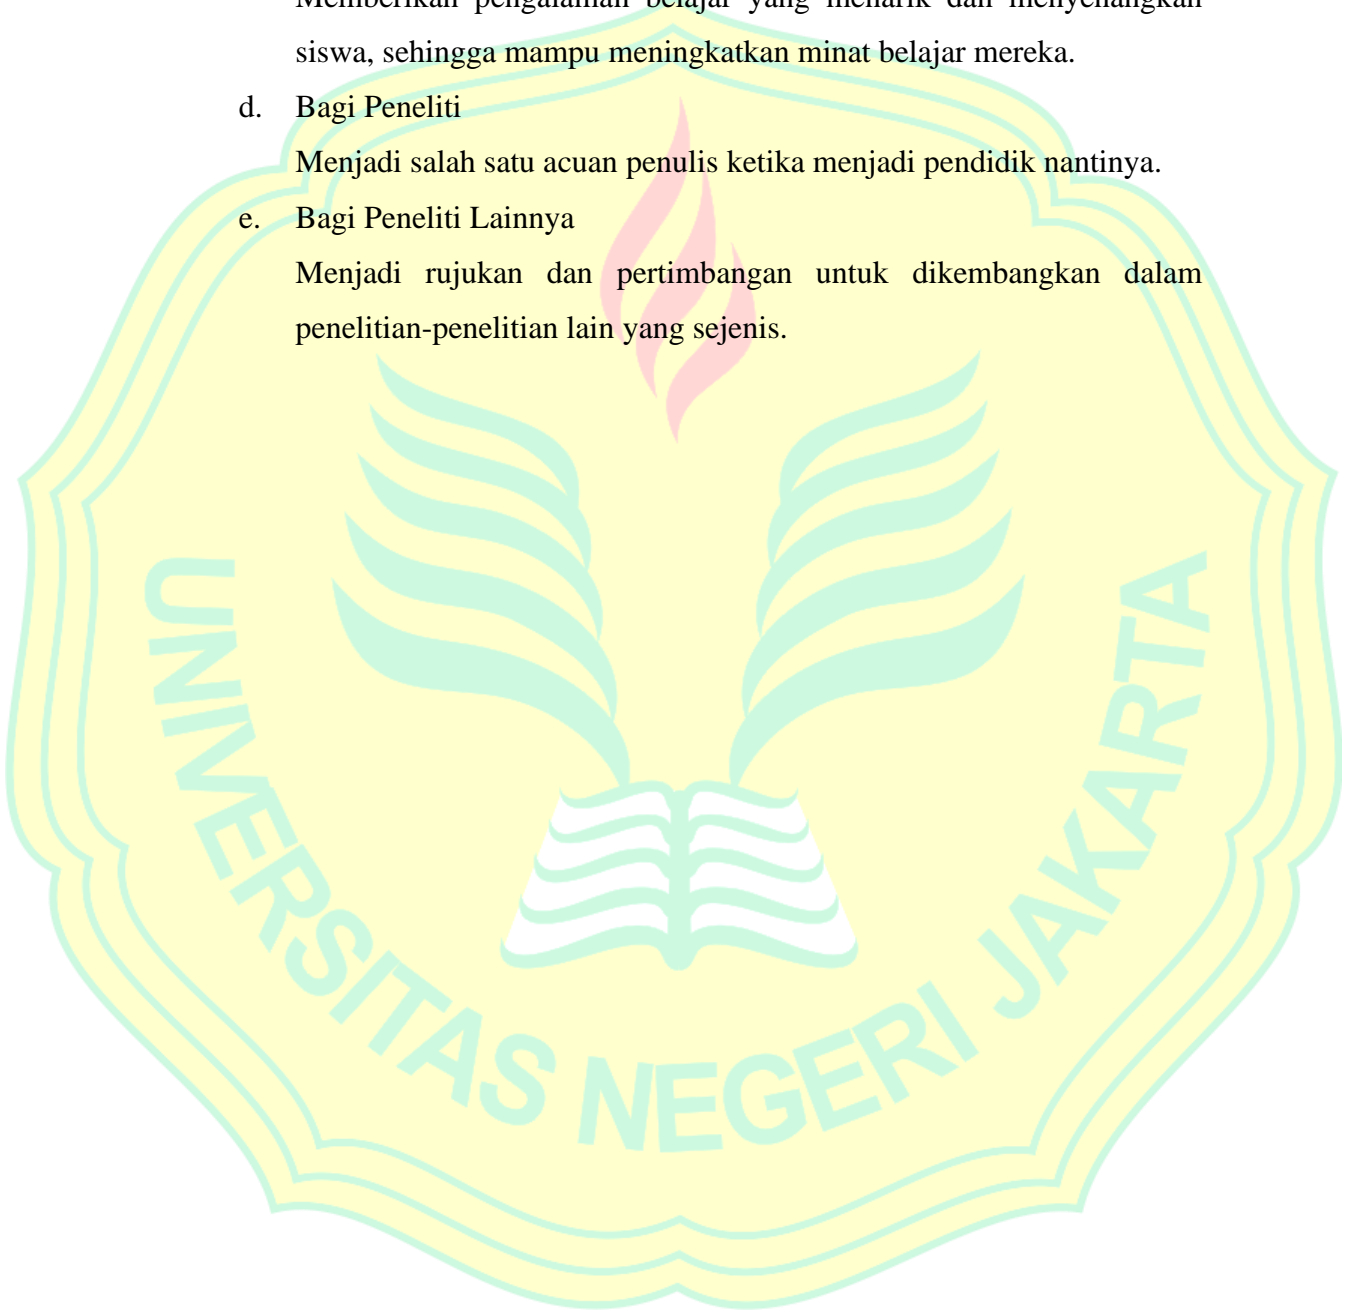 Memberikan pengalaman belajar yang menarik dan menyenangkan
siswa, sehingga mampu meningkatkan minat belajar mereka.
d. Bagi Peneliti
Menjadi salah satu acuan penulis ketika menjadi pendidik nantinya.
e. Bagi Peneliti Lainnya
Menjadi rujukan dan pertimbangan untuk dikembangkan dalam
penelitian-penelitian lain yang sejenis.
UNIVERSITAS NEGERI JAKARTA